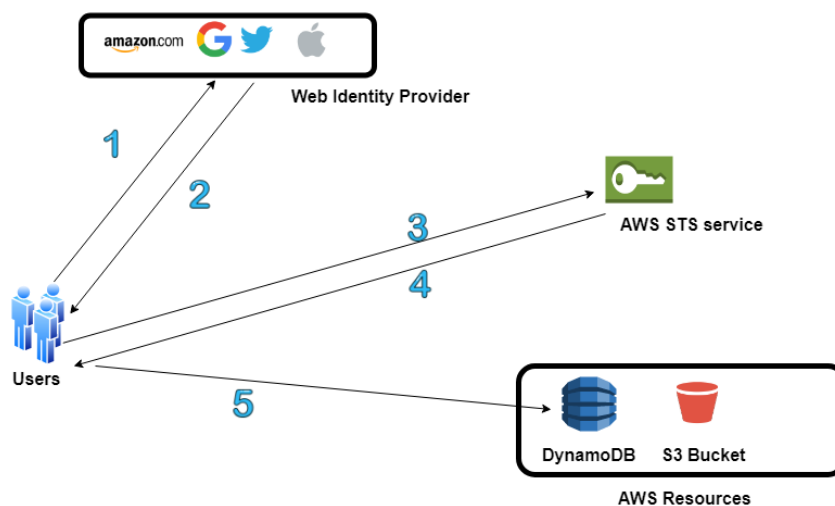 amazon.com
Web Identity Provider
1
2
3
AWS STS service
4
Users
5
DynamoDB S3 Bucket
AWS Resources